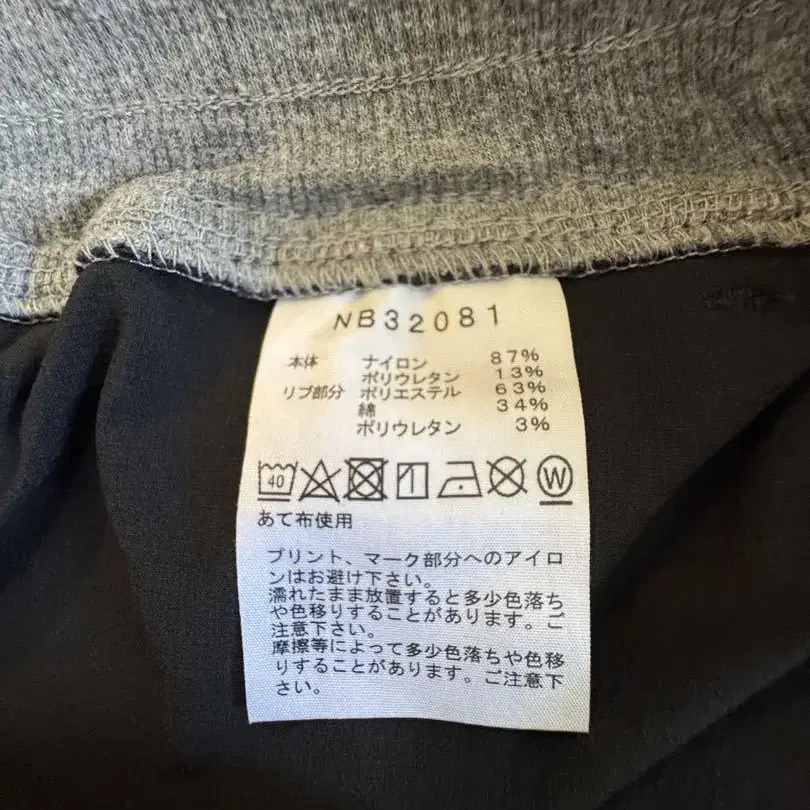 NB32081
本体 ナイロン 87%
ポリウレタン 13%
リブ部分 ポリエステル 63%
綿 34%
ポリウレタン 3%
40 W
あて布使用
プリント、マーク部分へのアイロ
ンはお避け下さい。
濡れたまま放置すると多少色落ち
や色移りすることがあります。ご
注意下さい。
摩擦等によって多少色落ちや色移
りすることがあります。ご注意下
さい。